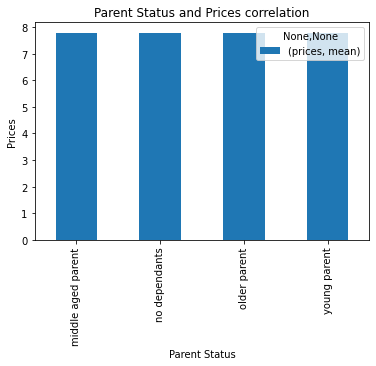 Parent Status and Prices correlation
None,None
(prices, mean)
Prices
8
7
6
5
4
3
2
1
0
middle aged parent
no dependants
older parent
young parent
Parent Status